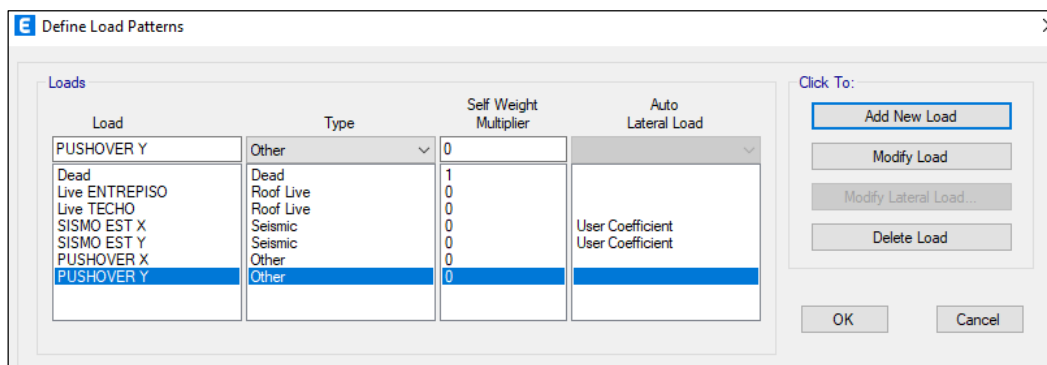 E Define Load Patterns
Loads
Click To:
Load Type Self Weight Multiplier Auto Lateral Load
PUSHOVER Y Other 0
Dead Dead 1
Live ENTREPISO Roof Live 0
Live TECHO Roof Live 0
SISMO EST X Seismic 0 User Coefficient
SISMO EST Y Seismic 0 User Coefficient
PUSHOVER X Other 0
PUSHOVER Y Other 0
Add New Load
Modify Load
Modify Lateral Load...
Delete Load
OK Cancel